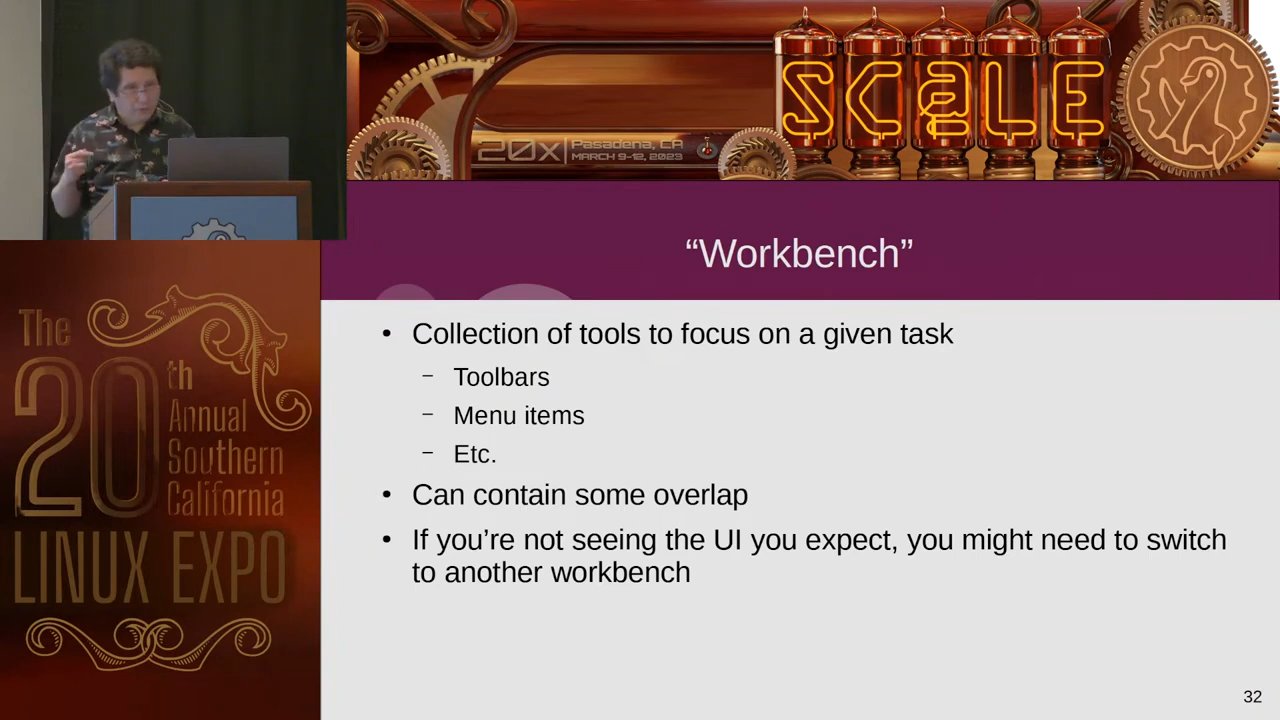 SCaLE
20x
Pasadena, CA
MARCH 9-12, 2023
“Workbench”
The
20th
Annual
Southern
California
LINUX EXPO
• Collection of tools to focus on a given task
– Toolbars
– Menu items
– Etc.
• Can contain some overlap
• If you’re not seeing the UI you expect, you might need to switch
to another workbench
32